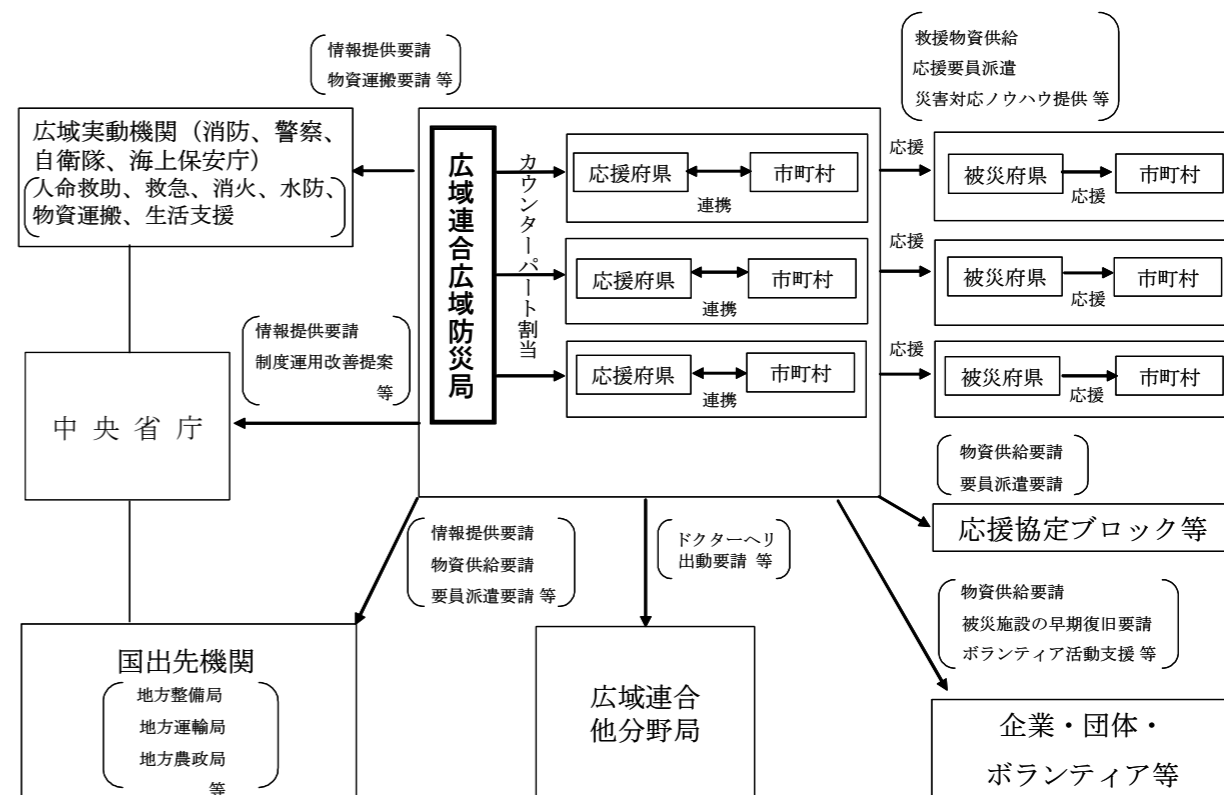 情報提供要請
物資運搬要請 等
救援物資供給
応援要員派遣
災害対応ノウハウ提供 等
広域実動機関（消防、警察、
自衛隊、海上保安庁）
人命救助、救急、消火、水防、
物資運搬、生活支援
広域連合広域防災局
カウンターパート割当
応援府県
市町村
連携
応援
被災府県
市町村
応援
応援府県
市町村
連携
応援
被災府県
市町村
応援
応援府県
市町村
連携
応援
被災府県
市町村
応援
情報提供要請
制度運用改善提案
等
中央省庁
物資供給要請
要員派遣要請
応援協定ブロック等
情報提供要請
物資供給要請
要員派遣要請 等
ドクターヘリ
出動要請 等
物資供給要請
被災施設の早期復旧要請
ボランティア活動支援 等
国出先機関
地方整備局
地方運輸局
地方農政局
等
広域連合
他分野局
企業・団体・
ボランティア等